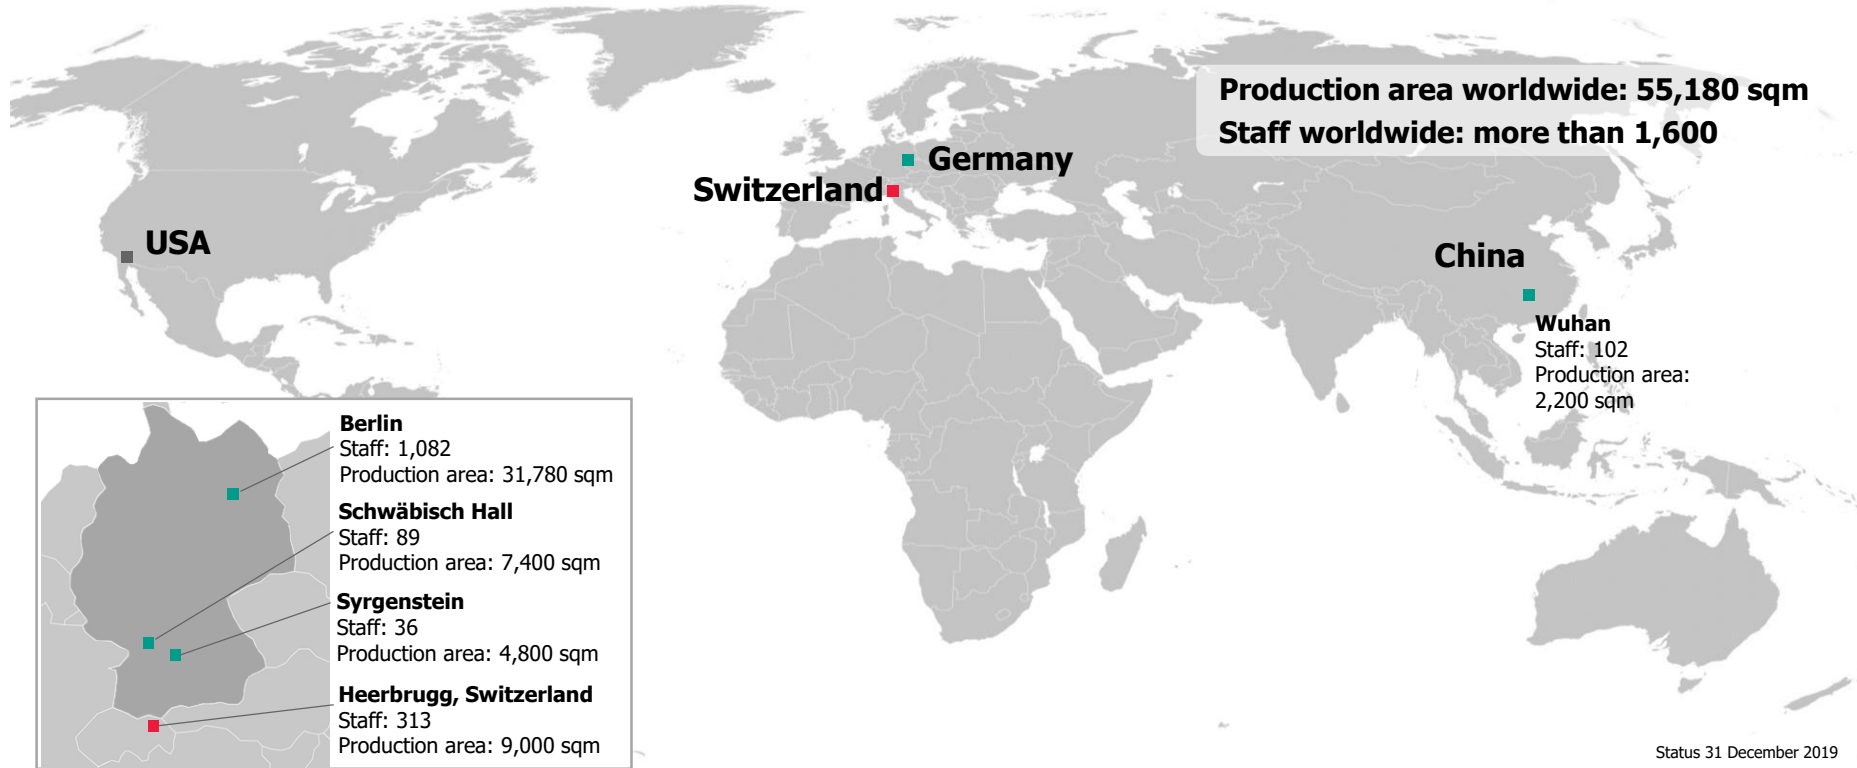 Production area worldwide: 55,180 sqm
Staff worldwide: more than 1,600
Germany
Switzerland
USA
China
Wuhan
Staff: 102
Production area:
2,200 sqm
Berlin
Staff: 1,082
Production area: 31,780 sqm
Schwäbisch Hall
Staff: 89
Production area: 7,400 sqm
Syrgenstein
Staff: 36
Production area: 4,800 sqm
Heerbrugg, Switzerland
Staff: 313
Production area: 9,000 sqm
Status 31 December 2019